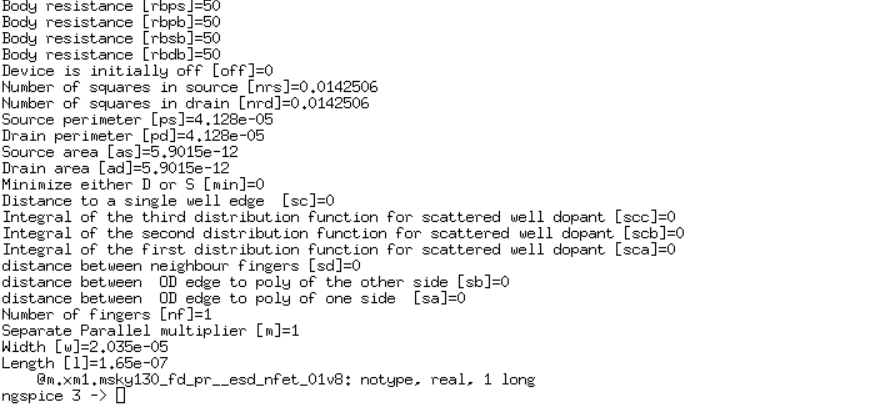 Body resistance [rbps]=50
Body resistance [rbpb]=50
Body resistance [rbsb]=50
Body resistance [rbdb]=50
Device is initially off [off]=0
Number of squares in source [nrs]=0.0142506
Number of squares in drain [nrd]=0.0142506
Source perimeter [ps]=4.128e-05
Drain perimeter [pd]=4.128e-05
Source area [as]=5.9015e-12
Drain area [ad]=5.9015e-12
Minimize either D or S [min]=0
Distance to a single well edge  [sc]=0
Integral of the third distribution function for scattered well dopant [scc]=0
Integral of the second distribution function for scattered well dopant [scb]=0
Integral of the first distribution function for scattered well dopant [sca]=0
distance between neighbour fingers [sd]=0
distance between  OD edge to poly of the other side [sb]=0
distance between  OD edge to poly of one side  [sa]=0
Number of fingers [nf]=1
Separate Parallel multiplier [m]=1
Width [w]=2.035e-05
Length [l]=1.65e-07
    @m.xm1.msky130_fd_pr__esd_nfet_01v8: notype, real, 1 long
ngspice 3 ->